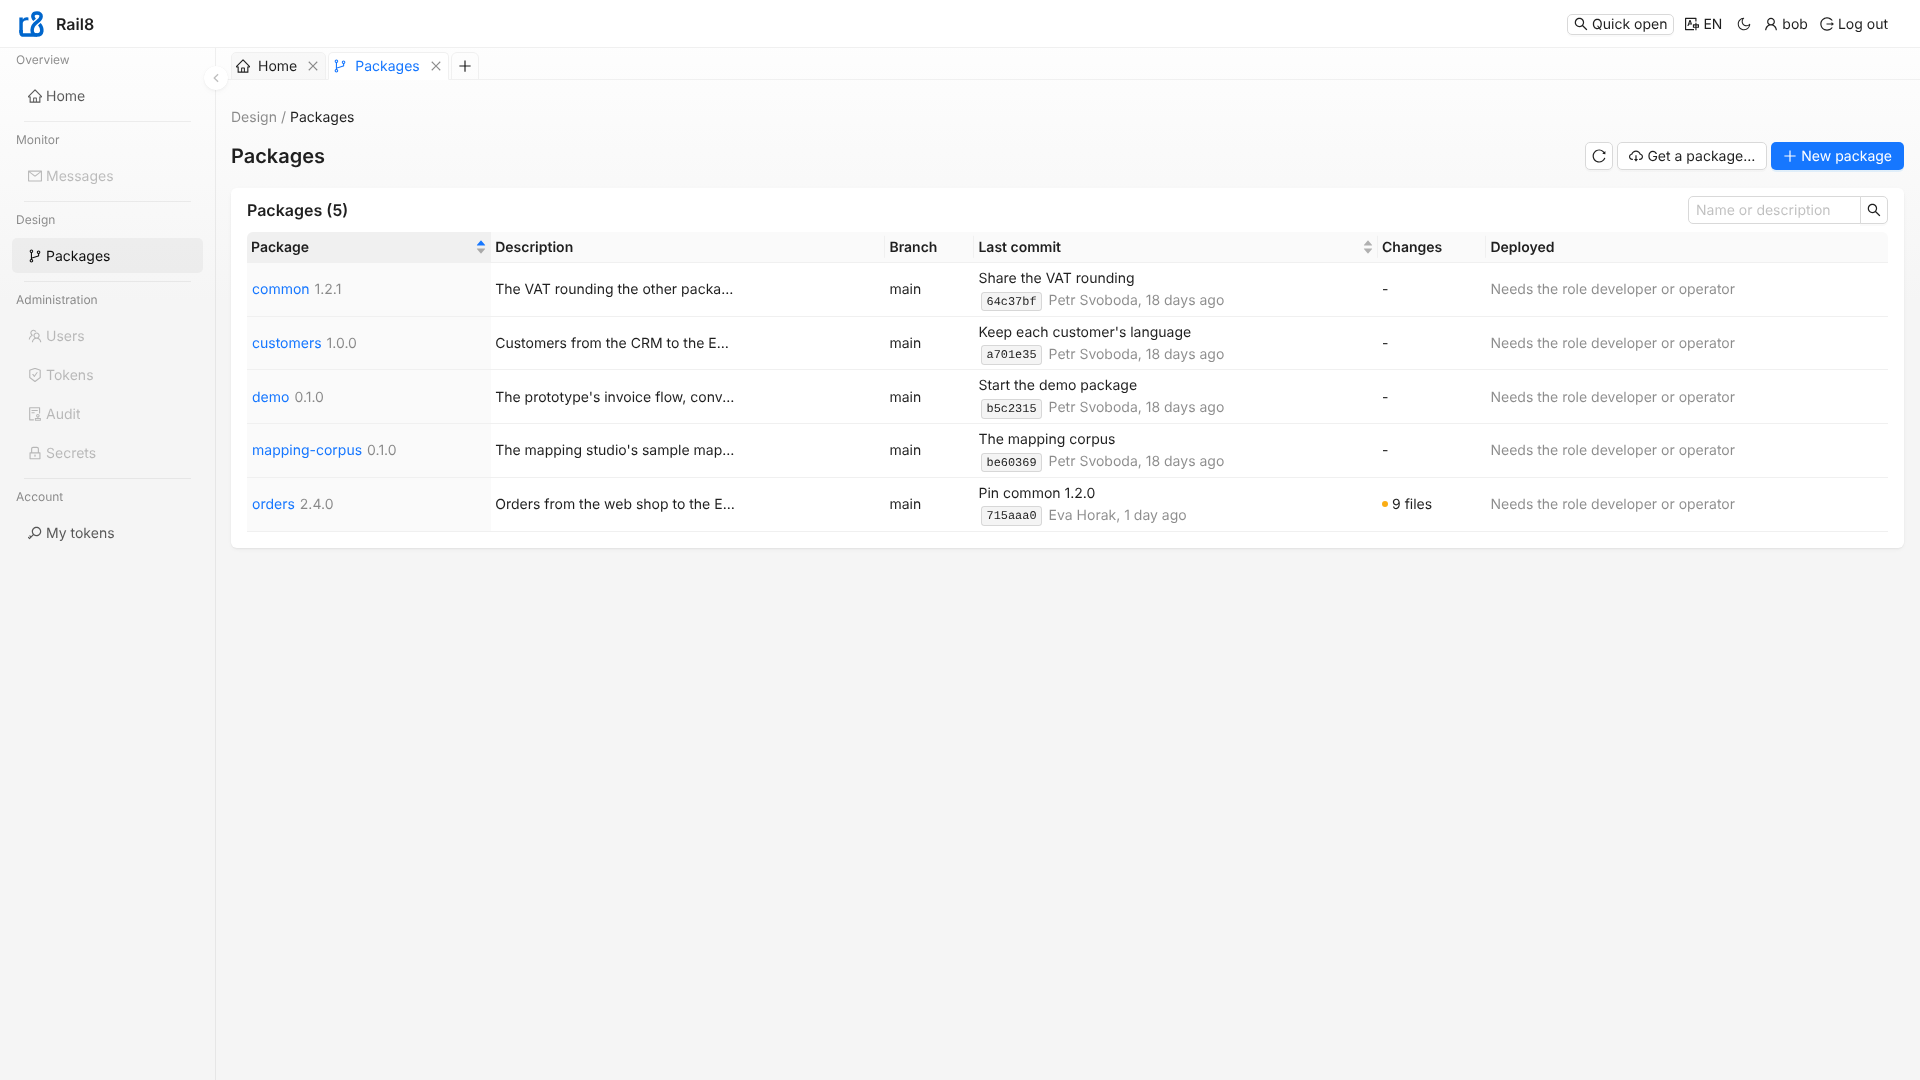 r8 Rail8
Quick open EN bob Log out
Overview
Home
Monitor
Messages
Design
Packages
Administration
Users
Tokens
Audit
Secrets
Account
My tokens
Home Packages
Design / Packages
Packages
Get a package... New package
Packages (5)
Name or description
Package Description Branch Last commit Changes Deployed
common 1.2.1 The VAT rounding the other packa... main Share the VAT rounding - Needs the role developer or operator
64c37bf Petr Svoboda, 18 days ago
customers 1.0.0 Customers from the CRM to the E... main Keep each customer's language - Needs the role developer or operator
a701e35 Petr Svoboda, 18 days ago
demo 0.1.0 The prototype's invoice flow, conv... main Start the demo package - Needs the role developer or operator
b5c2315 Petr Svoboda, 18 days ago
mapping-corpus 0.1.0 The mapping studio's sample map... main The mapping corpus - Needs the role developer or operator
be60369 Petr Svoboda, 18 days ago
orders 2.4.0 Orders from the web shop to the E... main Pin common 1.2.0 9 files Needs the role developer or operator
715aaa0 Eva Horak, 1 day ago